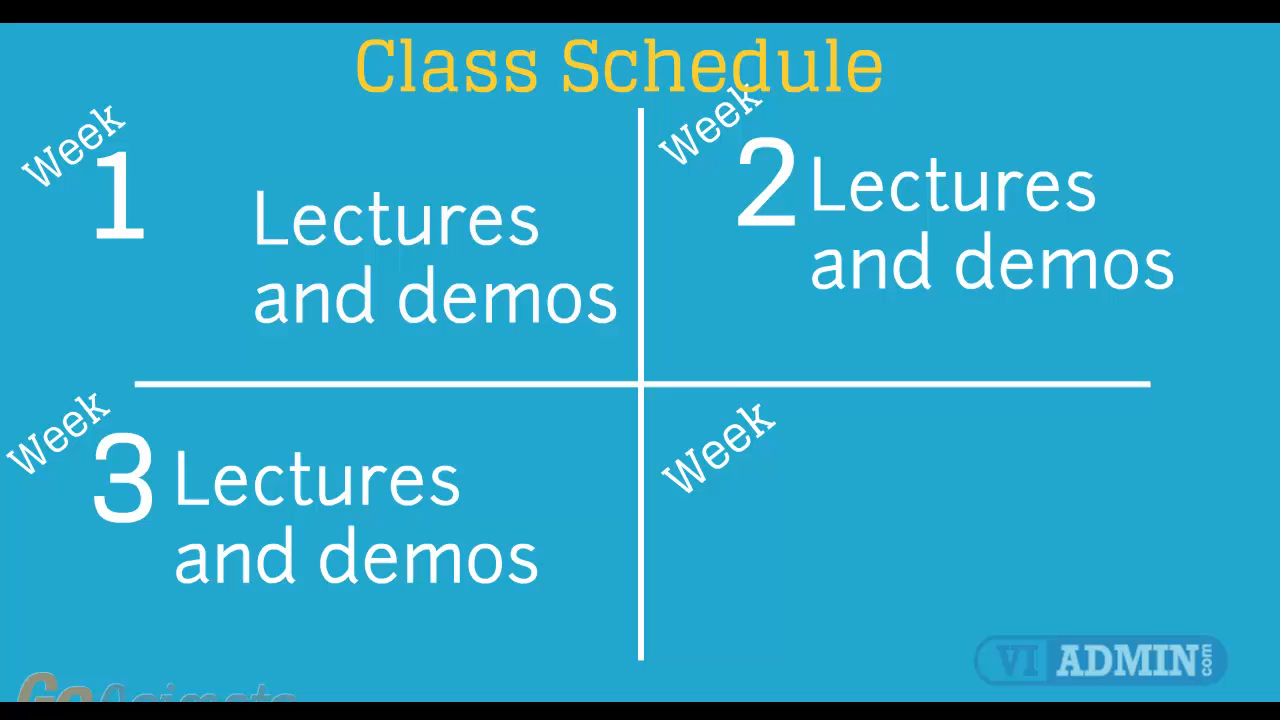 Class Schedule
Week
1
Lectures
and demos
Week
2
Lectures
and demos
Week
3
Lectures
and demos
Week
VI ADMIN.com